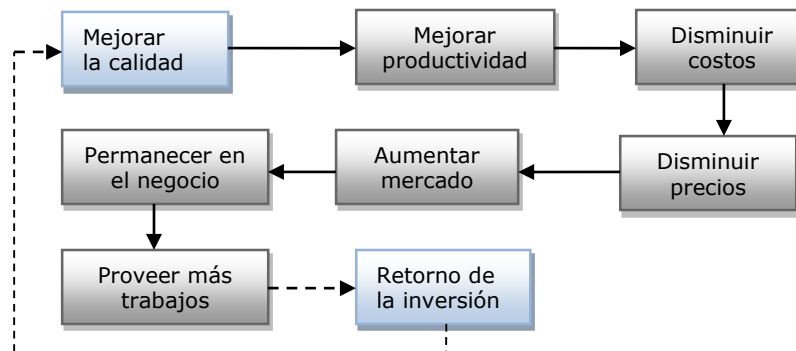 Mejorar
la calidad
Mejorar
productividad
Disminuir
costos
Disminuir
precios
Aumentar
mercado
Permanecer en
el negocio
Proveer más
trabajos
Retorno de
la inversión